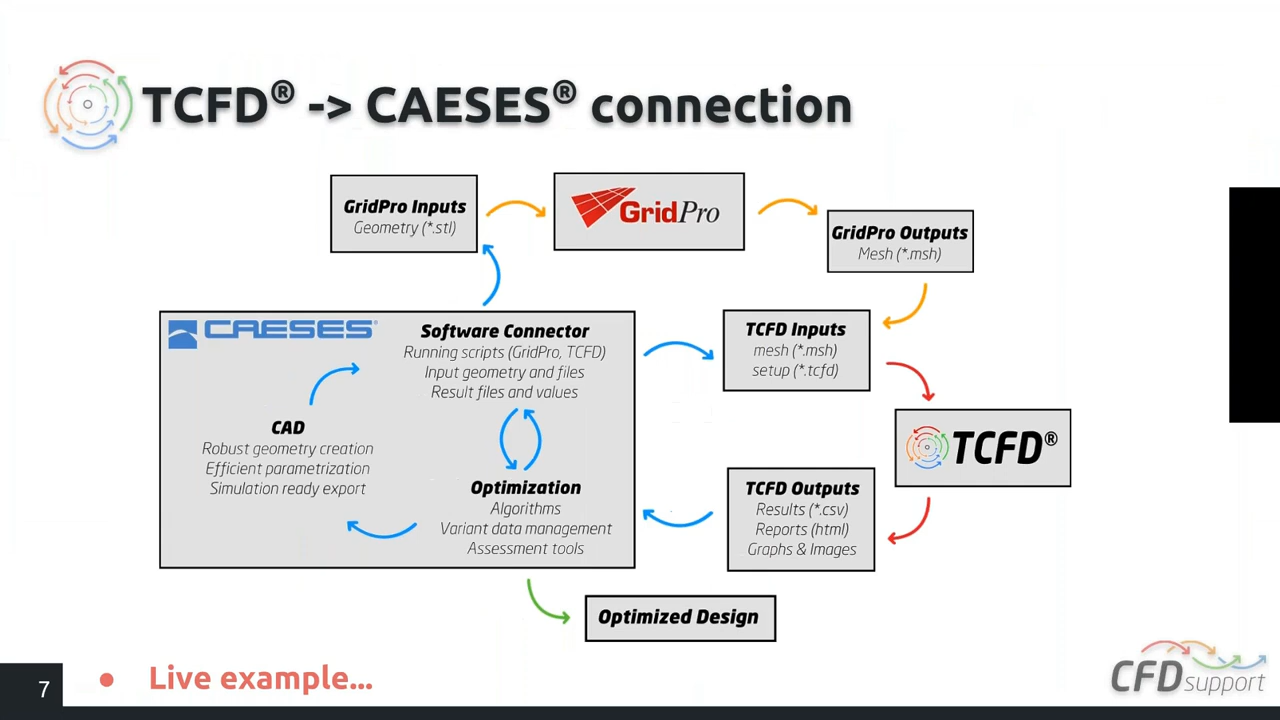 TCFD® -> CAESES® connection
GridPro Inputs
Geometry (*.stl)
GridPro
GridPro Outputs
Mesh (*.msh)
CAESES®
Software Connector
Running scripts (GridPro, TCFD)
Input geometry and files
Result files and values
CAD
Robust geometry creation
Efficient parametrization
Simulation ready export
Optimization
Algorithms
Variant data management
Assessment tools
TCFD Inputs
mesh (*.msh)
setup (*.tcfd)
TCFD®
TCFD Outputs
Results (*.csv)
Reports (html)
Graphs & Images
Optimized Design
● Live example...
7
CFD support